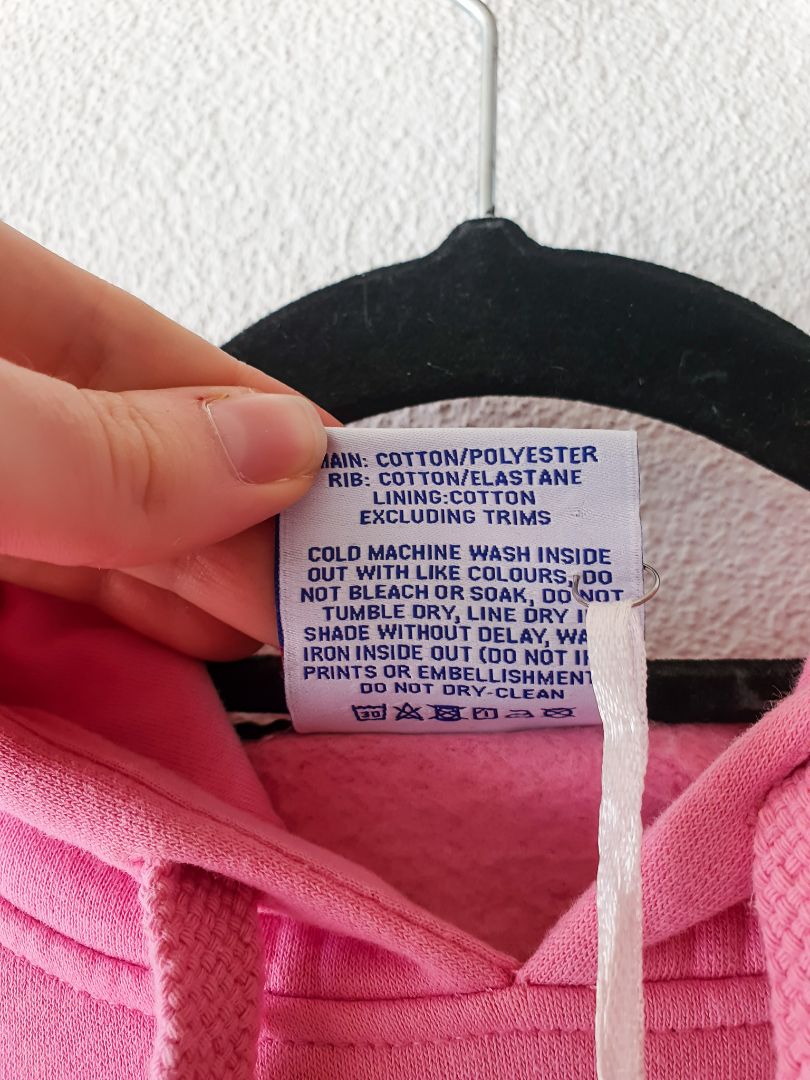 MAIN: COTTON/POLYESTER
RIB: COTTON/ELASTANE
LINING:COTTON
EXCLUDING TRIMS
COLD MACHINE WASH INSIDE
OUT WITH LIKE COLOURS, DO
NOT BLEACH OR SOAK, DO NOT
TUMBLE DRY, LINE DRY
SHADE WITHOUT DELAY,
IRON INSIDE OUT (DO NOT
PRINTS OR EMBELLISHMENT
DO NOT DRY-CLEAN
30